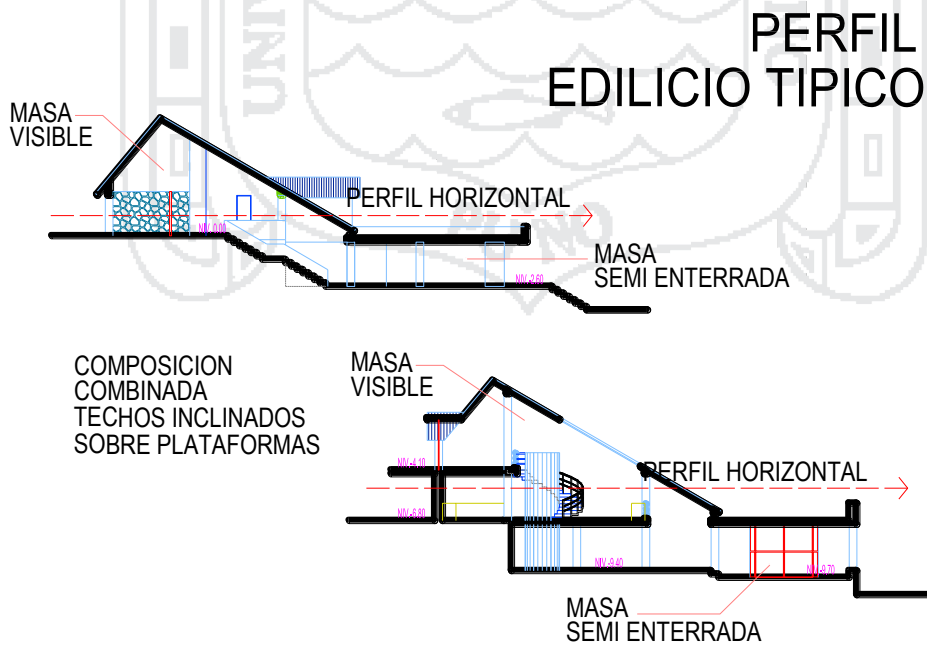 PERFIL
EDILICIO TIPICO
MASA
VISIBLE
PERFIL HORIZONTAL
NIV. 0.00
MASA
SEMI ENTERRADA
NIV. -2.60
COMPOSICION
COMBINADA
TECHOS INCLINADOS
SOBRE PLATAFORMAS
MASA
VISIBLE
NIV. -4.10
PERFIL HORIZONTAL
NIV. -6.80
NIV. -9.40
NIV. -9.70
MASA
SEMI ENTERRADA